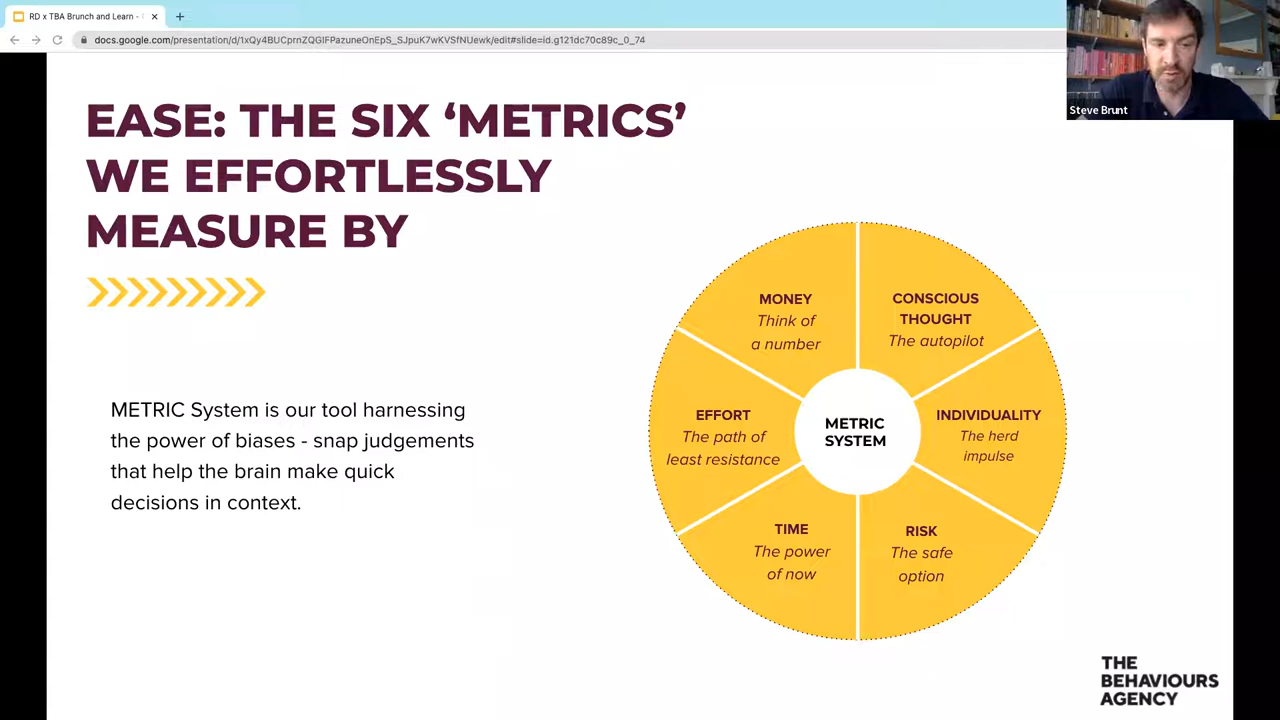 RD x TBA Brunch and Learn -
docs.google.com/presentation/d/1xQy4BUCprnZQGIFPazuneOnEpS_SJpuK7wKVSfNUewk/edit#slide=id.g121dc70c89c_0_74
Steve Brunt
EASE: THE SIX ‘METRICS’
WE EFFORTLESSLY
MEASURE BY
METRIC System is our tool harnessing
the power of biases - snap judgements
that help the brain make quick
decisions in context.
MONEY
Think of
a number
CONSCIOUS
THOUGHT
The autopilot
EFFORT
The path of
least resistance
METRIC
SYSTEM
INDIVIDUALITY
The herd
impulse
TIME
The power
of now
RISK
The safe
option
THE
BEHAVIOURS
AGENCY